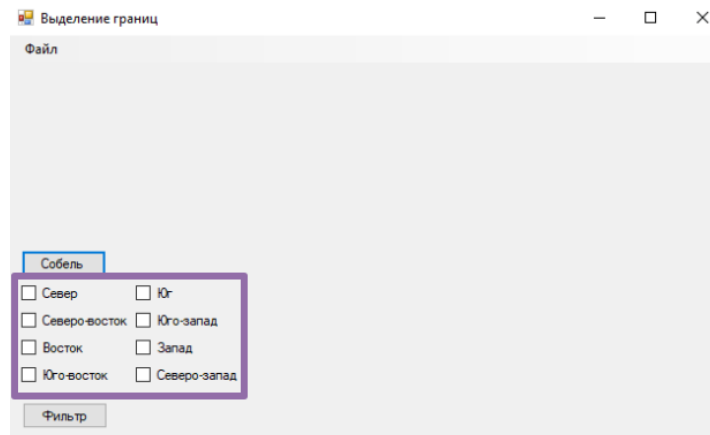 Выделение границ
Файл
Собель
Север Юг
Северо-восток Юго-запад
Восток Запад
Юго-восток Северо-запад
Фильтр